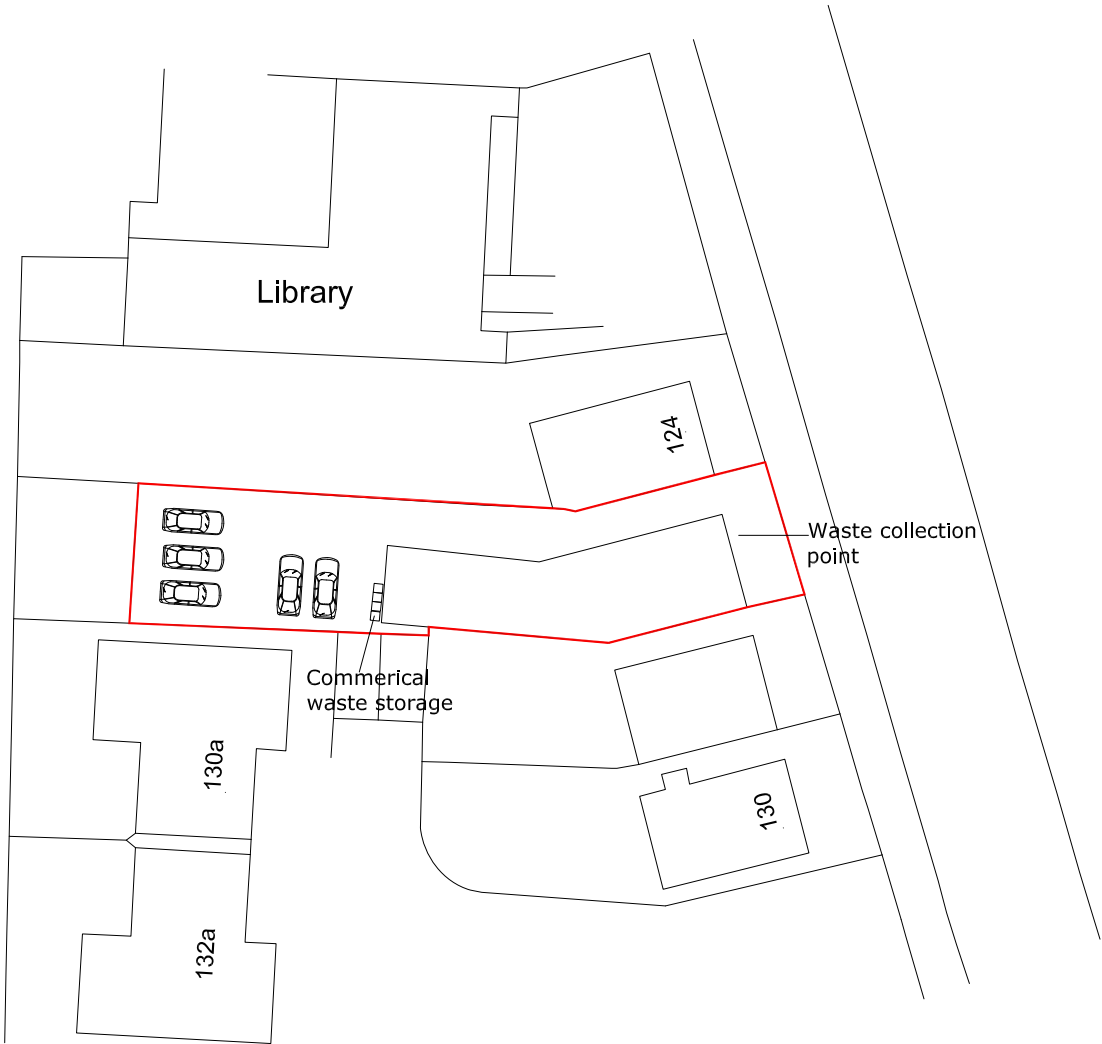 Library
124
Waste collection
point
Commerical
waste storage
130a
130
132a